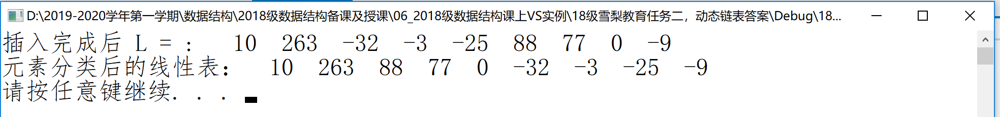 D:\2019-2020学年第一学期\数据结构\2018级数据结构备课及授课\06_2018级数据结构课上VS实例\18级雪梨教育任务二，动态链表答案\Debug\18...
插入完成后 L = :   10  263  -32  -3  -25  88  77  0  -9
元素分类后的线性表:   10  263  88  77  0  -32  -3  -25  -9
请按任意键继续. . .